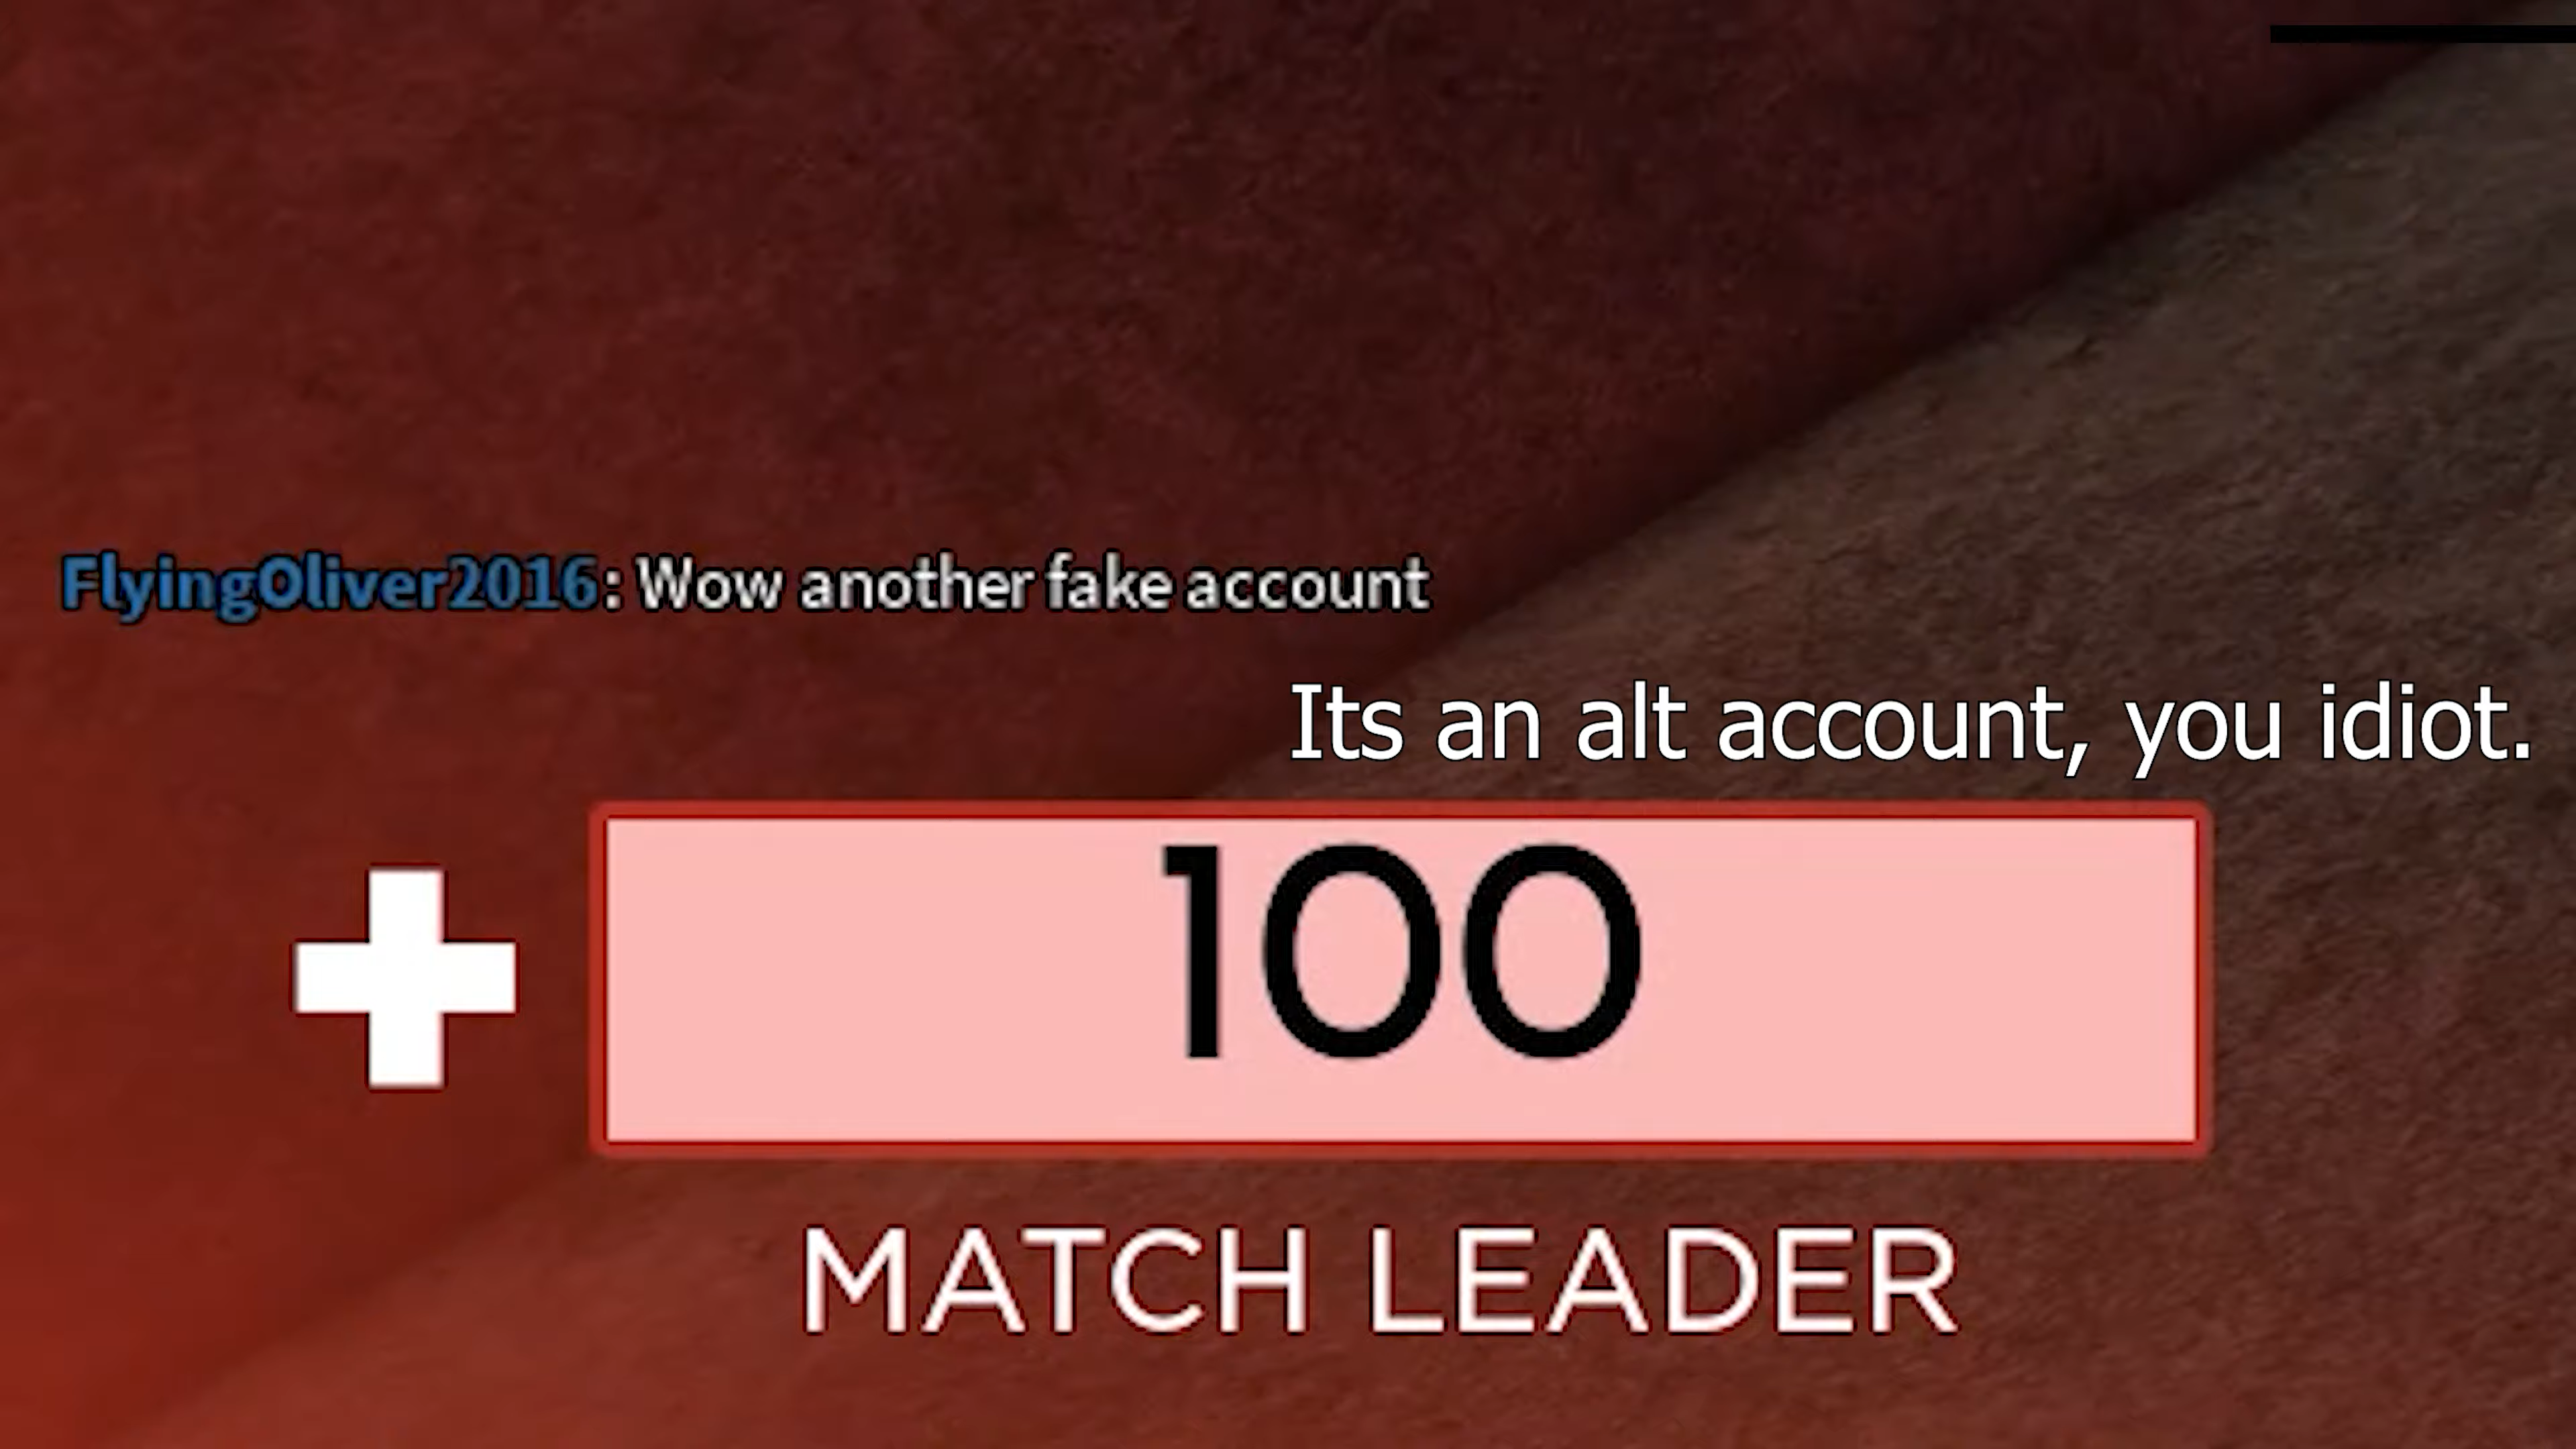 FlyingOliver2016: Wow another fake account
Its an alt account, you idiot.
100
MATCH LEADER